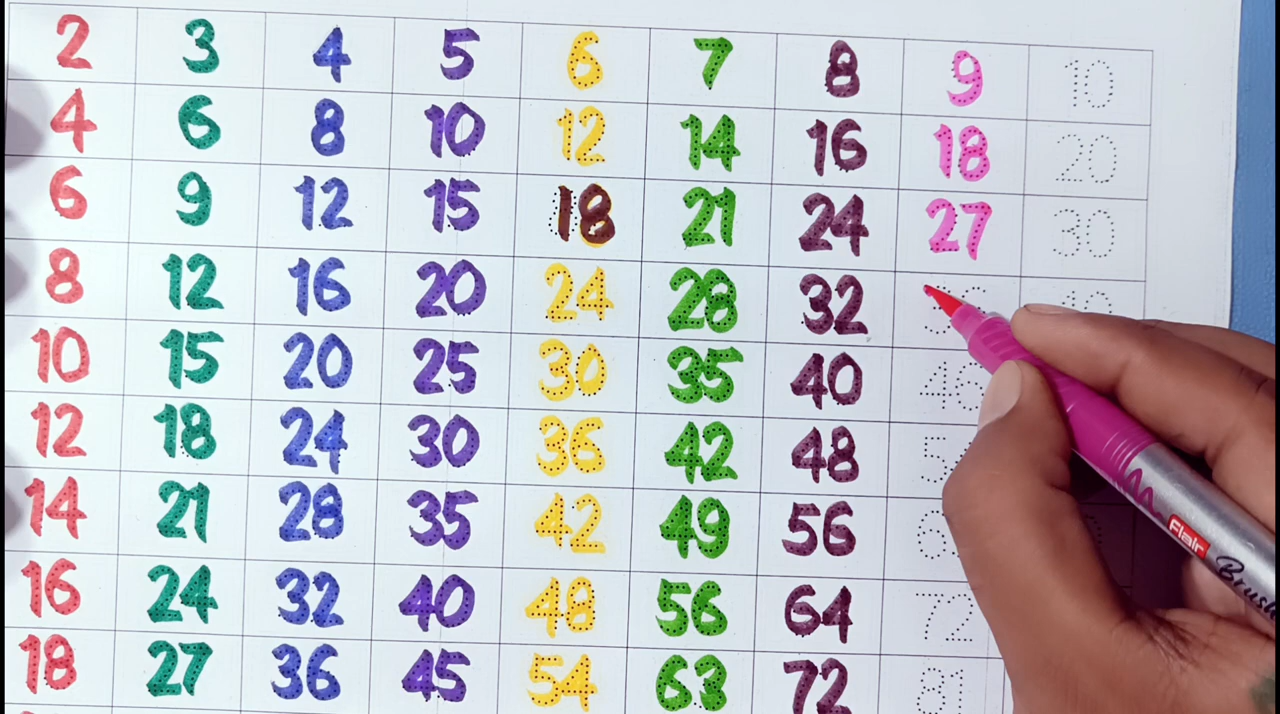 2 3 4 5 6 7 8 9 10
4 6 8 10 12 14 16 18 20
6 9 12 15 18 21 24 27 30
8 12 16 20 24 28 32
10 15 20 25 30 35 40
12 18 24 30 36 42 48
14 21 28 35 42 49 56
16 24 32 40 48 56 64 72
18 27 36 45 54 63 72 81
Flair
Brush